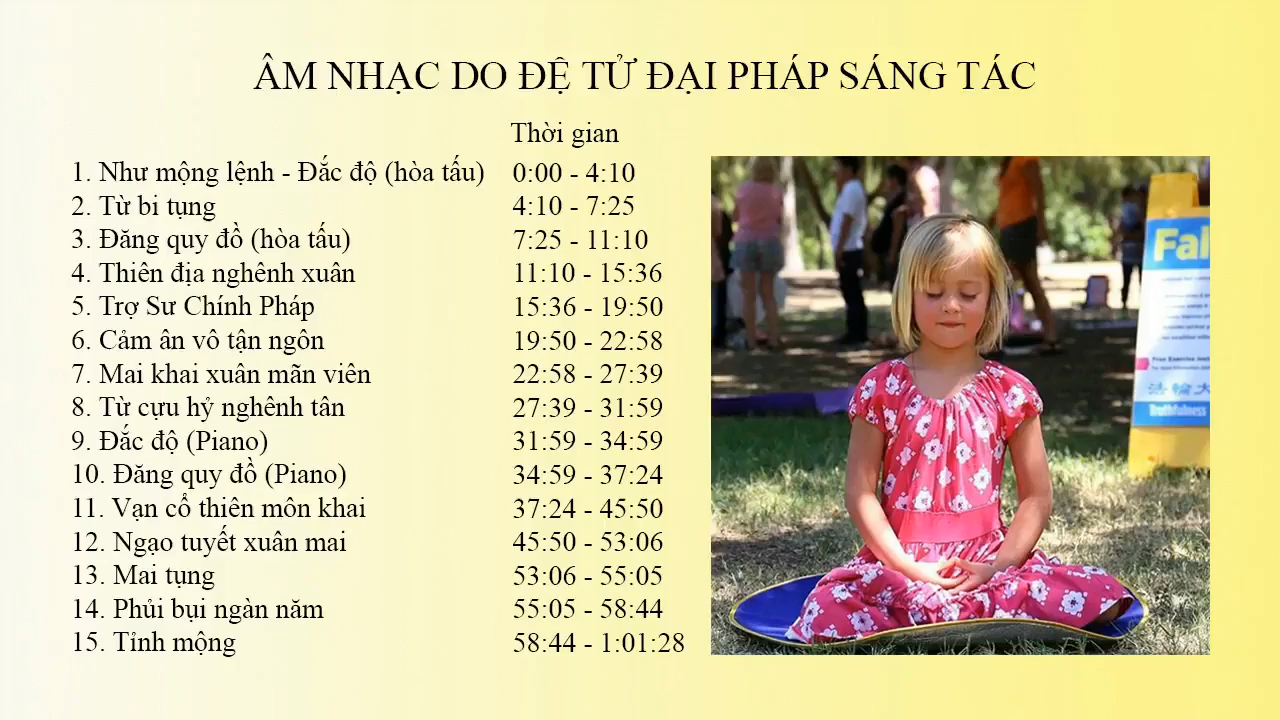 ÂM NHẠC DO ĐỆ TỬ ĐẠI PHÁP SÁNG TÁC
Thời gian
1. Như mộng lệnh - Đắc độ (hòa tấu) 0:00 - 4:10
2. Từ bi tụng 4:10 - 7:25
3. Đăng quy đồ (hòa tấu) 7:25 - 11:10
4. Thiên địa nghênh xuân 11:10 - 15:36
5. Trợ Sư Chính Pháp 15:36 - 19:50
6. Cảm ân vô tận ngôn 19:50 - 22:58
7. Mai khai xuân mãn viên 22:58 - 27:39
8. Từ cựu hỷ nghênh tân 27:39 - 31:59
9. Đắc độ (Piano) 31:59 - 34:59
10. Đăng quy đồ (Piano) 34:59 - 37:24
11. Vạn cổ thiên môn khai 37:24 - 45:50
12. Ngạo tuyết xuân mai 45:50 - 53:06
13. Mai tụng 53:06 - 55:05
14. Phủi bụi ngàn năm 55:05 - 58:44
15. Tỉnh mộng 58:44 - 1:01:28
Fal
Free Exercise
法輪大
Truthfulness